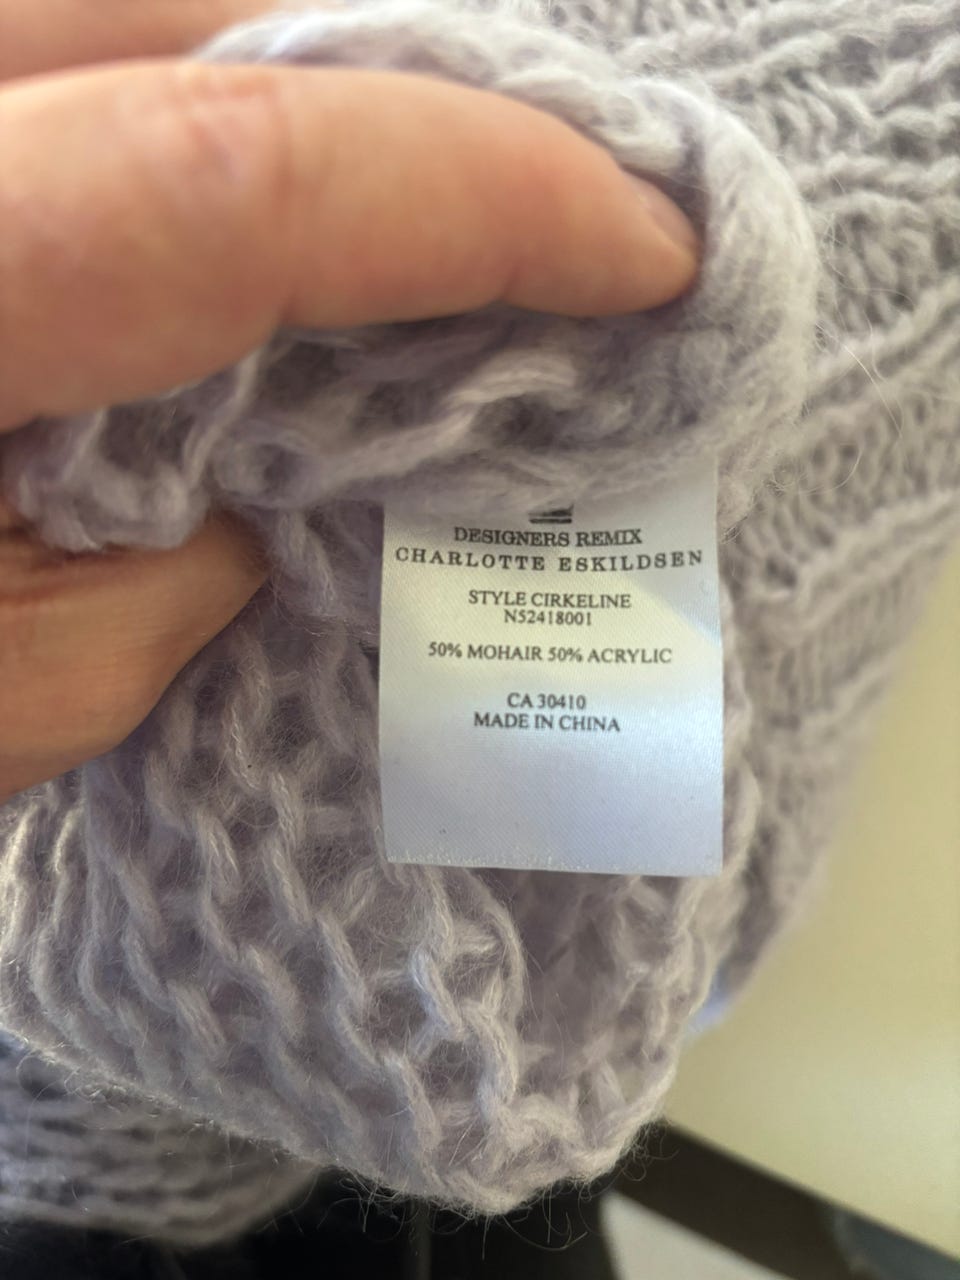 DESIGNERS REMIX
CHARLOTTE ESKILDSEN
STYLE CIRKELINE
N52418001
50% MOHAIR 50% ACRYLIC
CA 30410
MADE IN CHINA